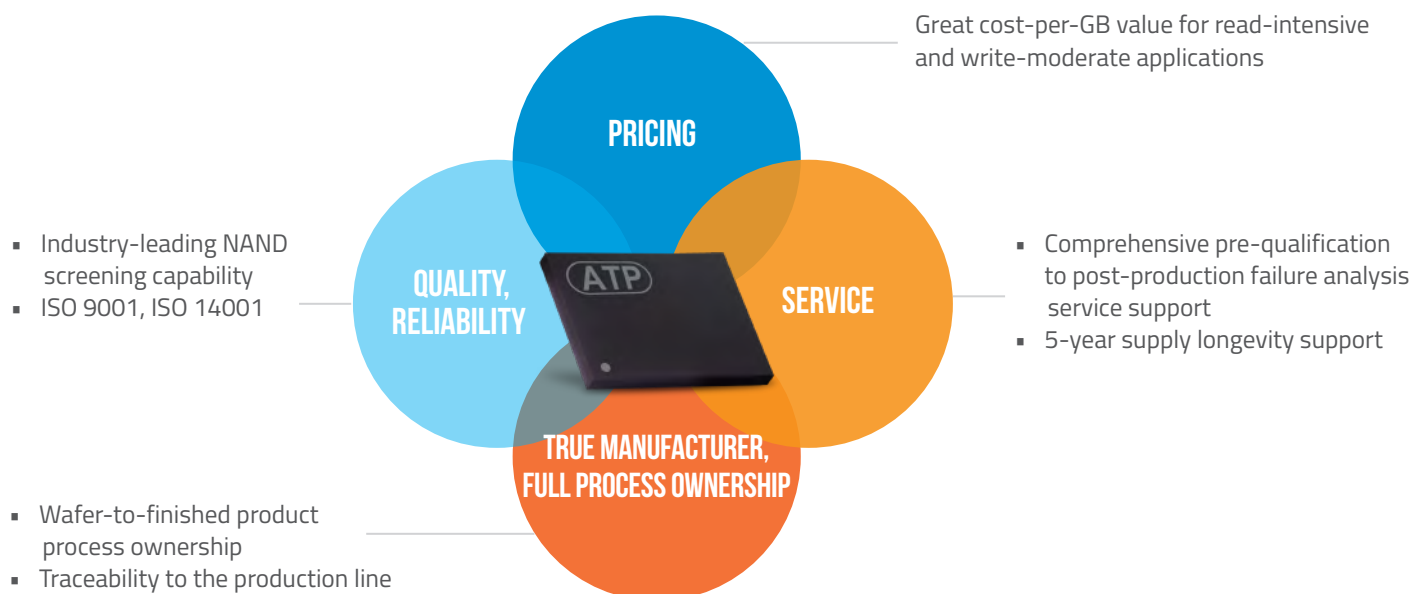 Great cost-per-GB value for read-intensive
and write-moderate applications
PRICING
▪ Industry-leading NAND
screening capability
▪ ISO 9001, ISO 14001
QUALITY,
RELIABILITY
ATP
SERVICE
▪ Comprehensive pre-qualification
to post-production failure analysis
service support
▪ 5-year supply longevity support
TRUE MANUFACTURER,
FULL PROCESS OWNERSHIP
▪ Wafer-to-finished product
process ownership
▪ Traceability to the production line